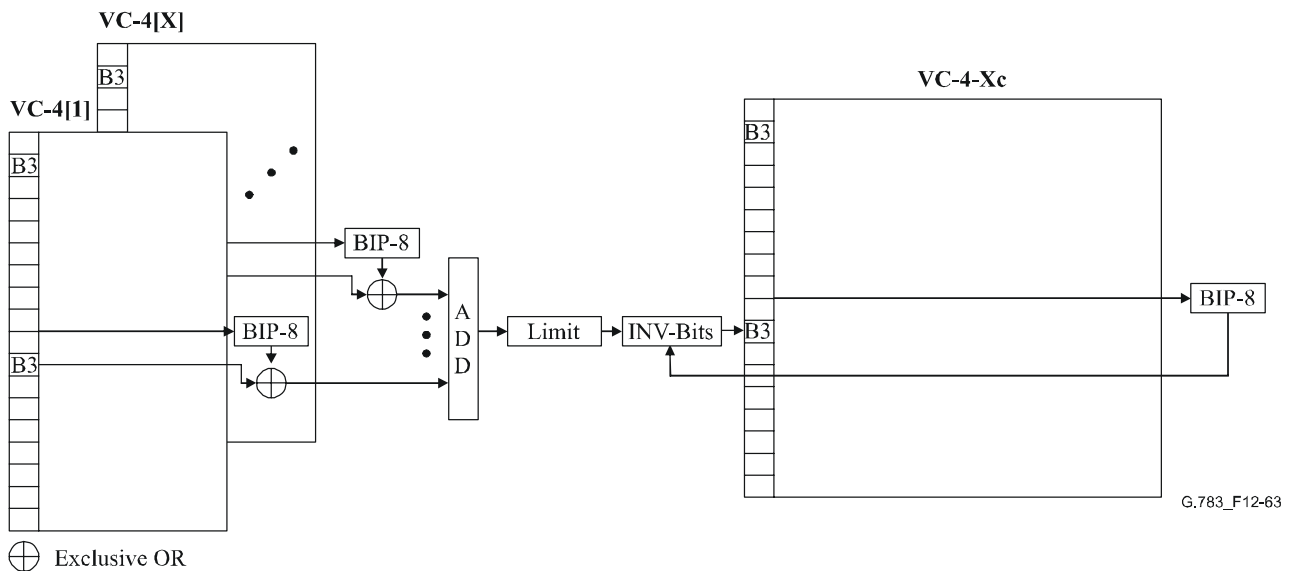 VC-4[X]
B3
VC-4[1]
B3
VC-4-Xc
B3
BIP-8
BIP-8
A
D
D
Limit
INV-Bits
B3
BIP-8
B3
G.783_F12-63
Exclusive OR